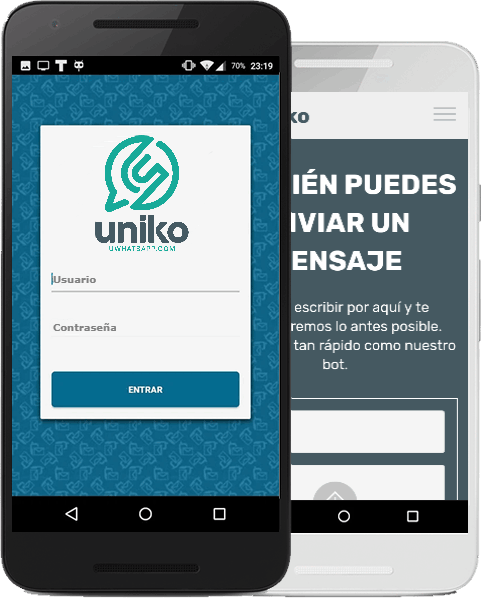 70% 23:19
uniko
UWHATSAPP.COM
Usuario
Contraseña
ENTRAR
ko
IÉN PUEDES
VIAR UN
ENSAJE
escribir por aquí y te
remos lo antes posible.
tan rápido como nuestro
bot.